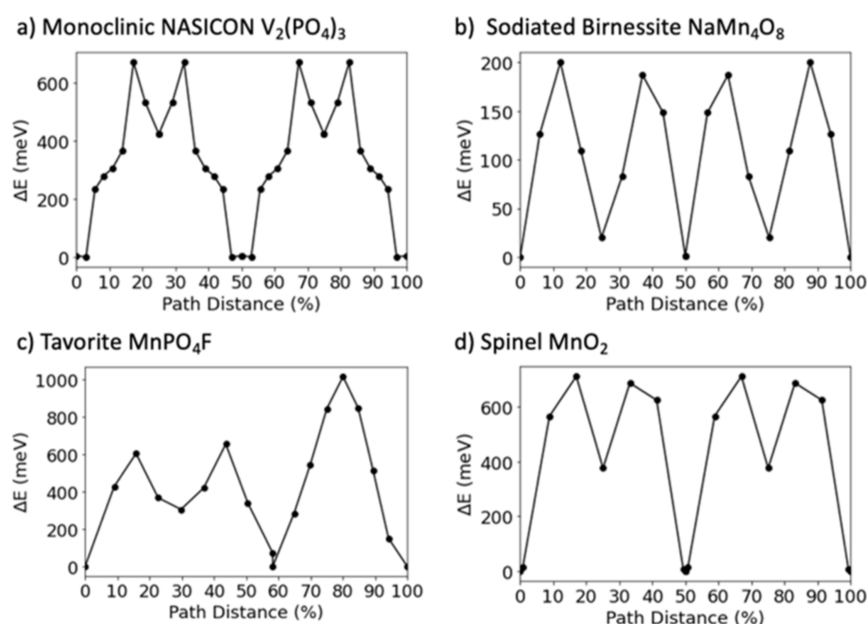 a) Monoclinic NASICON V₂(PO₄)₃
ΔE (meV)
600
400
200
0
0 10 20 30 40 50 60 70 80 90 100
Path Distance (%)
b) Sodiated Birnessite NaMn₄O₈
ΔE (meV)
200
150
100
50
0
0 10 20 30 40 50 60 70 80 90 100
Path Distance (%)
c) Tavorite MnPO₄F
ΔE (meV)
1000
800
600
400
200
0
0 10 20 30 40 50 60 70 80 90 100
Path Distance (%)
d) Spinel MnO₂
ΔE (meV)
600
400
200
0
0 10 20 30 40 50 60 70 80 90 100
Path Distance (%)